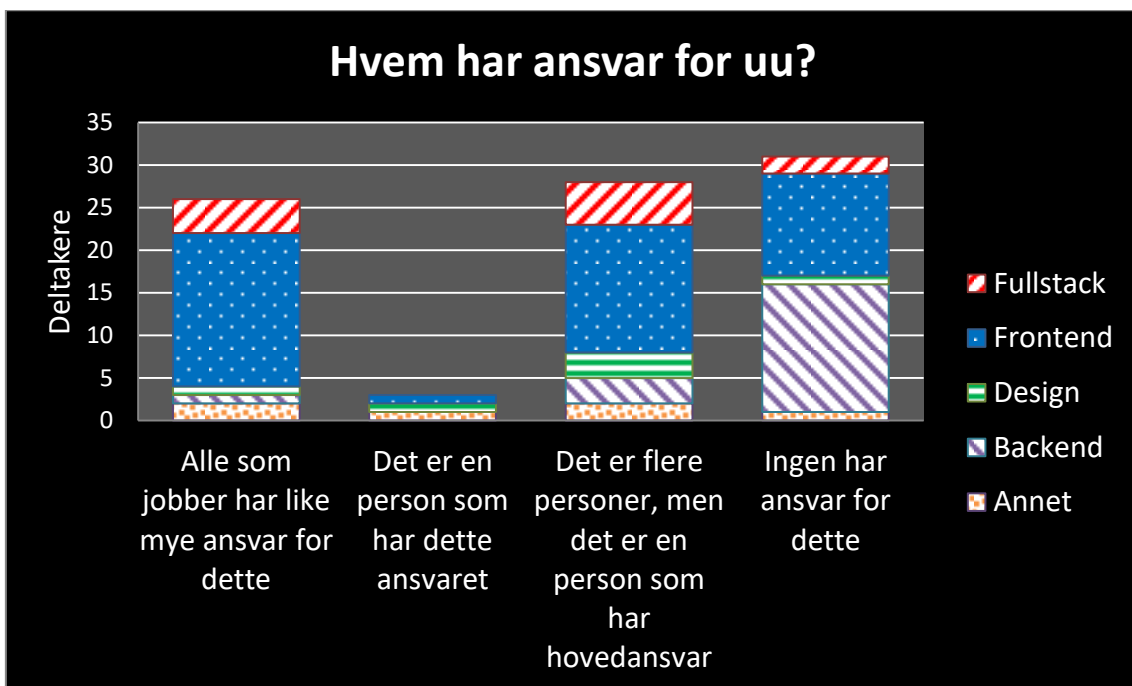 Hvem har ansvar for uu?
Deltakere
35
30
25
20
15
10
5
0
Alle som
jobber har like
mye ansvar for
dette
Det er en
person som
har dette
ansvaret
Det er flere
personer, men
det er en
person som
har
hovedansvar
Ingen har
ansvar for
dette
Fullstack
Frontend
Design
Backend
Annet